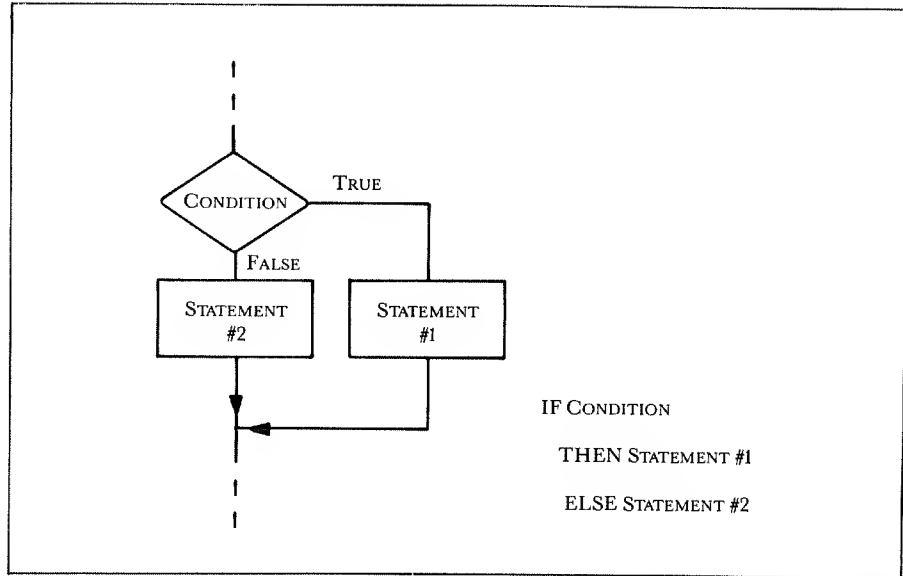 TRUE
CONDITION
FALSE
STATEMENT
#2
STATEMENT
#1
IF CONDITION
THEN STATEMENT #1
ELSE STATEMENT #2